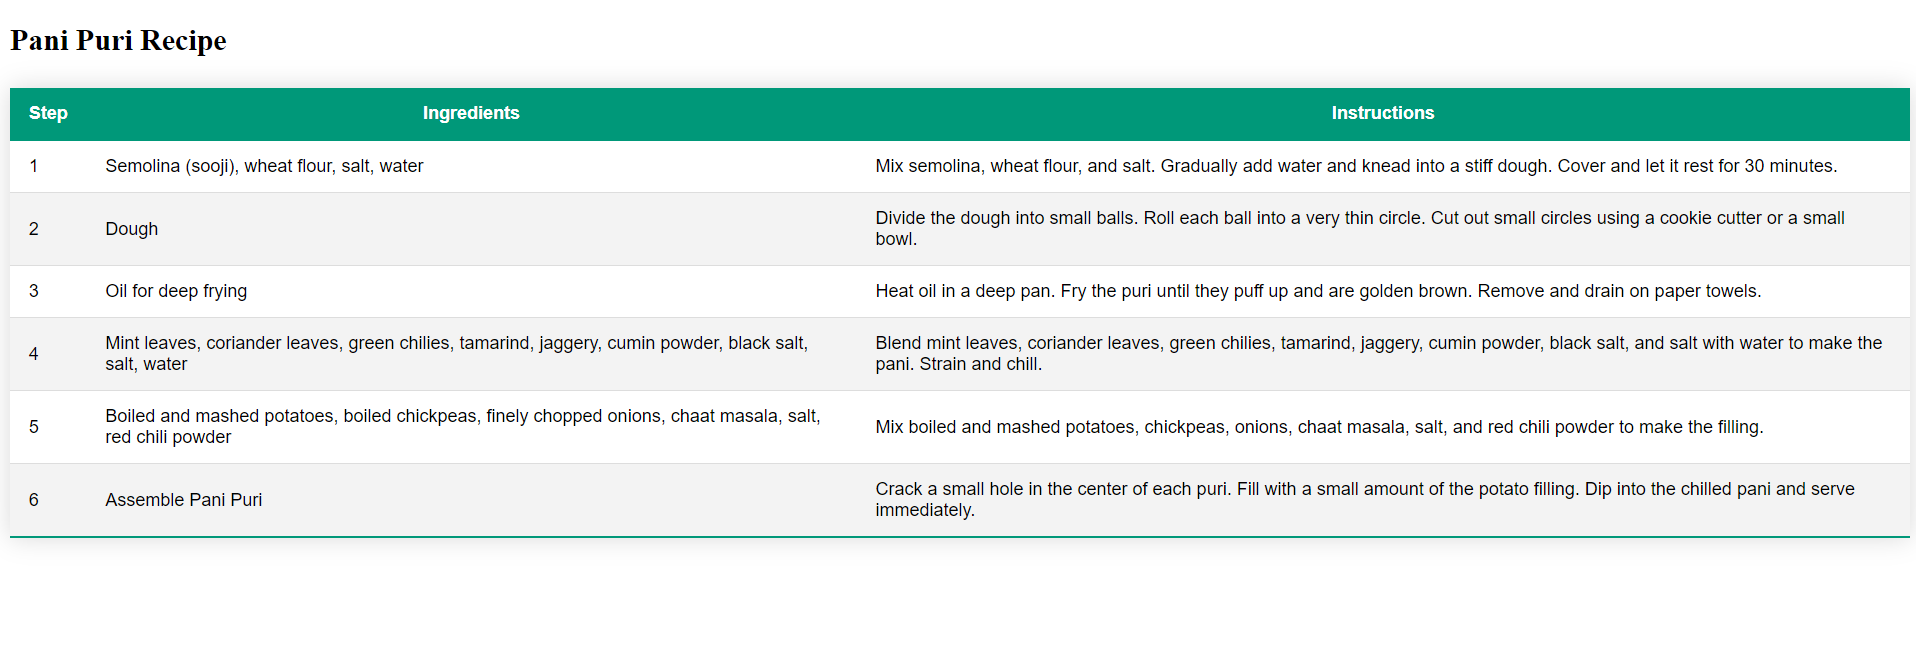 Pani Puri Recipe
Step Ingredients Instructions
1 Semolina (sooji), wheat flour, salt, water Mix semolina, wheat flour, and salt. Gradually add water and knead into a stiff dough. Cover and let it rest for 30 minutes.
2 Dough Divide the dough into small balls. Roll each ball into a very thin circle. Cut out small circles using a cookie cutter or a small
bowl.
3 Oil for deep frying Heat oil in a deep pan. Fry the puri until they puff up and are golden brown. Remove and drain on paper towels.
4 Mint leaves, coriander leaves, green chilies, tamarind, jaggery, cumin powder, black salt,
salt, water
Blend mint leaves, coriander leaves, green chilies, tamarind, jaggery, cumin powder, black salt, and salt with water to make the
pani. Strain and chill.
5 Boiled and mashed potatoes, boiled chickpeas, finely chopped onions, chaat masala, salt,
red chili powder
Mix boiled and mashed potatoes, chickpeas, onions, chaat masala, salt, and red chili powder to make the filling.
6 Assemble Pani Puri Crack a small hole in the center of each puri. Fill with a small amount of the potato filling. Dip into the chilled pani and serve
immediately.